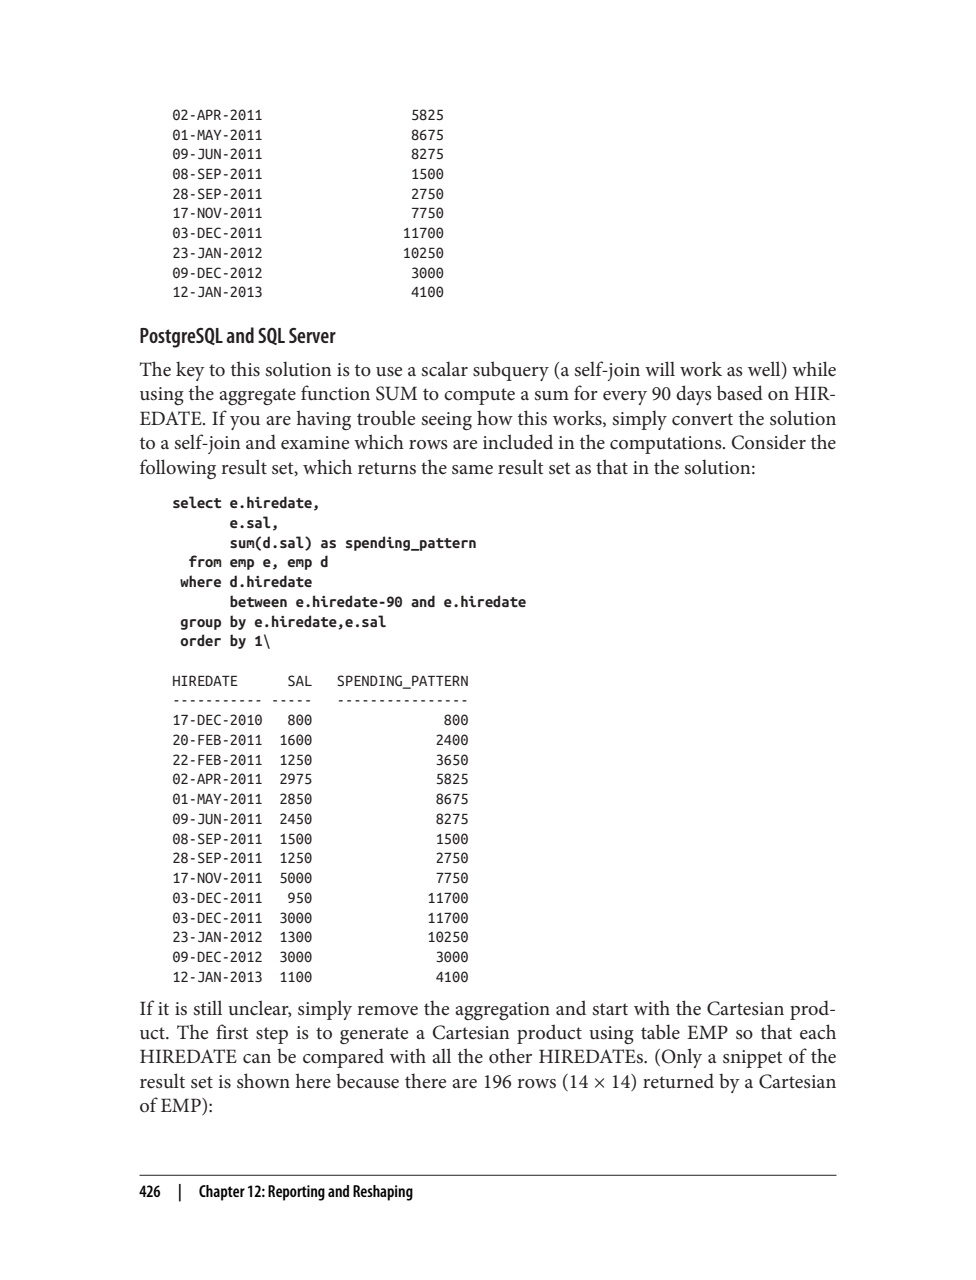 02-APR-2011                  5825
01-MAY-2011                  8675
09-JUN-2011                  8275
08-SEP-2011                  1500
28-SEP-2011                  2750
17-NOV-2011                  7750
03-DEC-2011                 11700
23-JAN-2012                 10250
09-DEC-2012                  3000
12-JAN-2013                  4100
PostgreSQL and SQL Server
The key to this solution is to use a scalar subquery (a self-join will work as well) while
using the aggregate function SUM to compute a sum for every 90 days based on HIR-
EDATE. If you are having trouble seeing how this works, simply convert the solution
to a self-join and examine which rows are included in the computations. Consider the
following result set, which returns the same result set as that in the solution:
select e.hiredate,
       e.sal,
       sum(d.sal) as spending_pattern
  from emp e, emp d
 where d.hiredate
       between e.hiredate-90 and e.hiredate
 group by e.hiredate,e.sal
 order by 1\
HIREDATE      SAL   SPENDING_PATTERN
----------- -----   ----------------
17-DEC-2010   800                800
20-FEB-2011  1600               2400
22-FEB-2011  1250               3650
02-APR-2011  2975               5825
01-MAY-2011  2850               8675
09-JUN-2011  2450               8275
08-SEP-2011  1500               1500
28-SEP-2011  1250               2750
17-NOV-2011  5000               7750
03-DEC-2011   950              11700
03-DEC-2011  3000              11700
23-JAN-2012  1300              10250
09-DEC-2012  3000               3000
12-JAN-2013  1100               4100
If it is still unclear, simply remove the aggregation and start with the Cartesian prod-
uct. The first step is to generate a Cartesian product using table EMP so that each
HIREDATE can be compared with all the other HIREDATEs. (Only a snippet of the
result set is shown here because there are 196 rows (14 × 14) returned by a Cartesian
of EMP):
426 | Chapter 12: Reporting and Reshaping